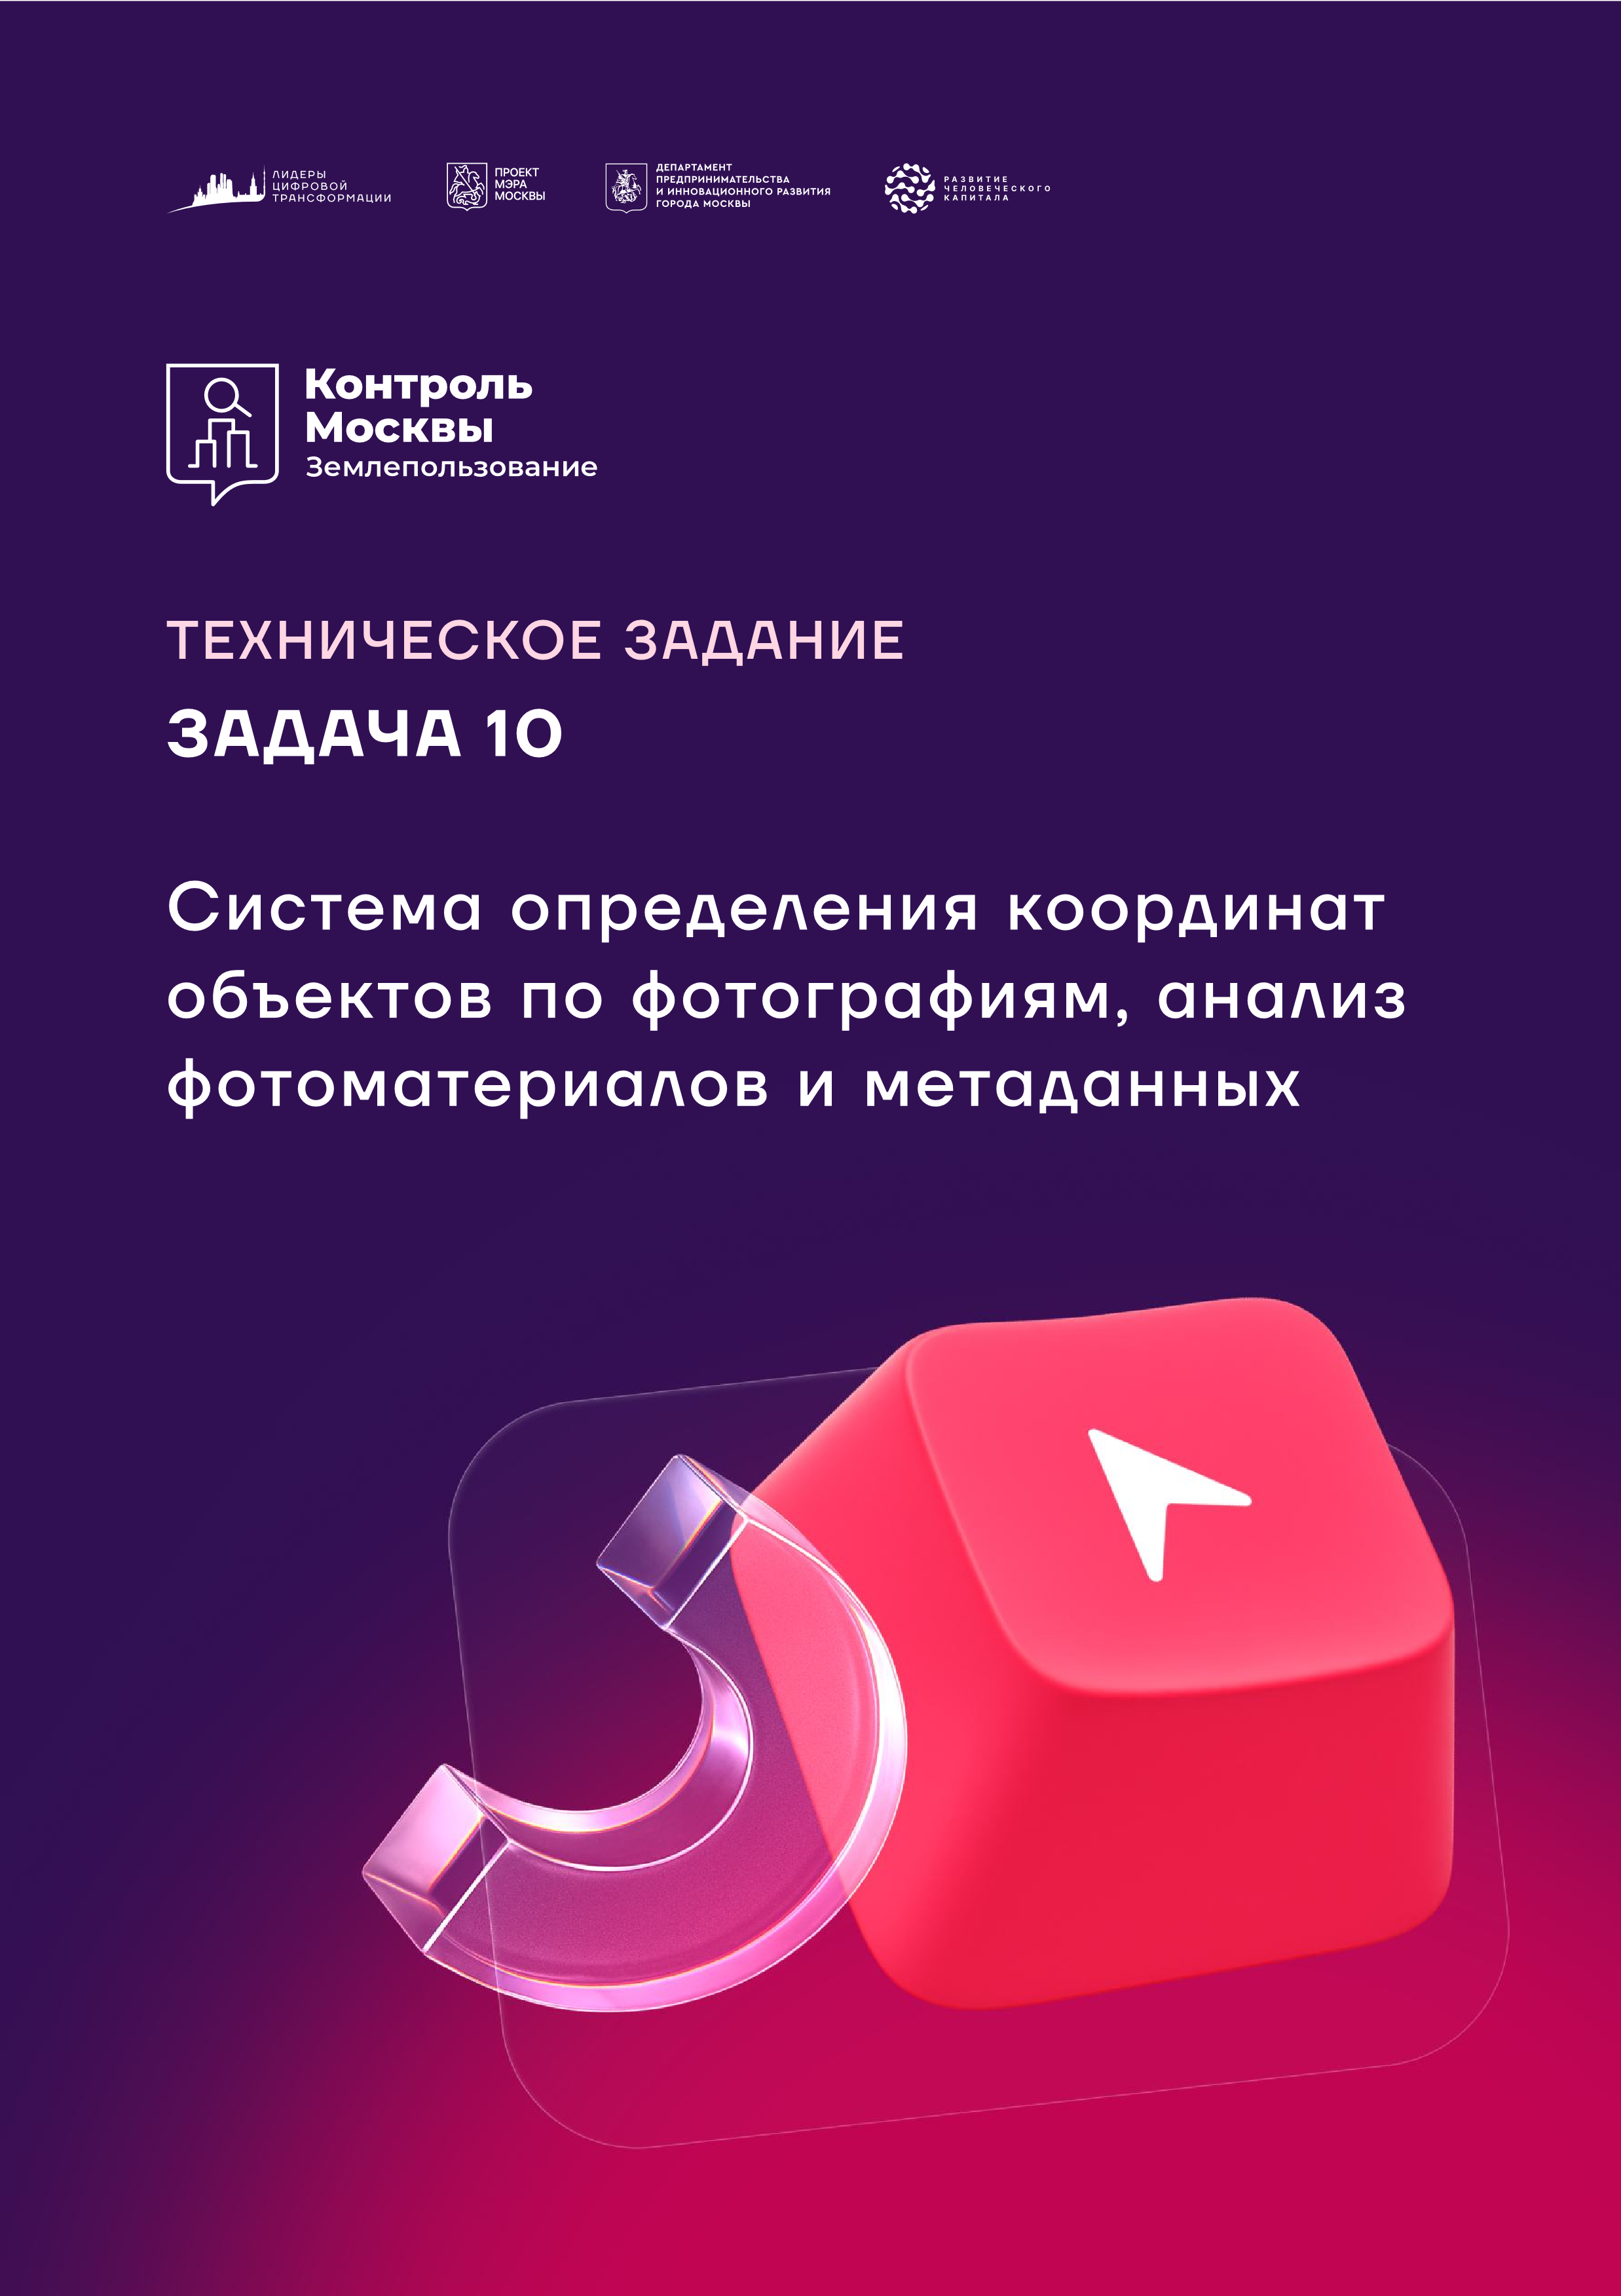 ЛИДЕРЫ
ЦИФРОВОЙ
ТРАНСФОРМАЦИИ
ПРОЕКТ
МЭРА
МОСКВЫ
ДЕПАРТАМЕНТ
ПРЕДПРИНИМАТЕЛЬСТВА
И ИННОВАЦИОННОГО РАЗВИТИЯ
ГОРОДА МОСКВЫ
РАЗВИТИЕ
ЧЕЛОВЕЧЕСКОГО
КАПИТАЛА
Контроль
Москвы
Землепользование
ТЕХНИЧЕСКОЕ ЗАДАНИЕ
ЗАДАЧА 10
Система определения координат
объектов по фотографиям, анализ
фотоматериалов и метаданных